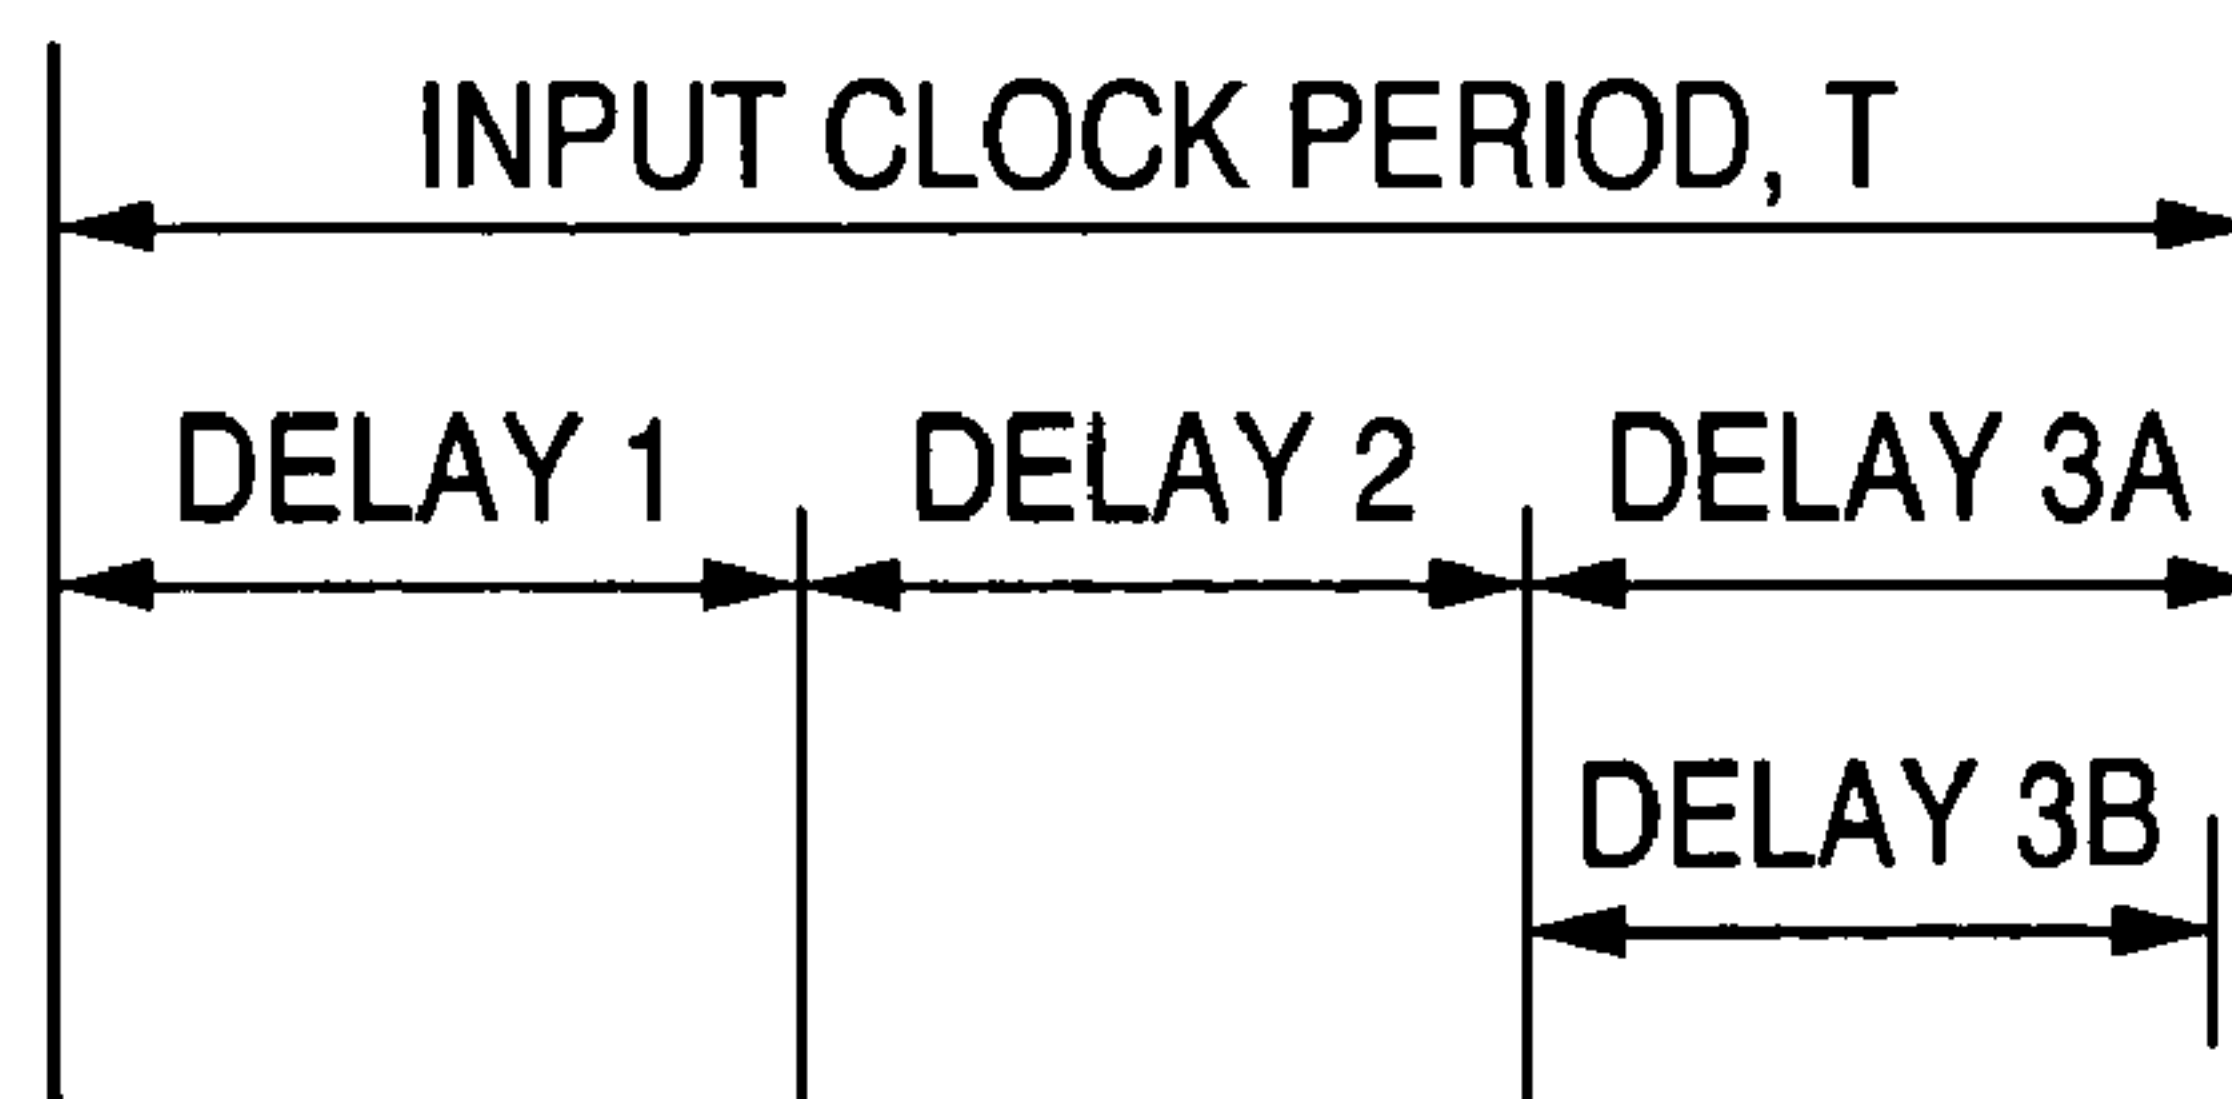 INPUT CLOCK PERIOD, T
DELAY 1 DELAY 2 DELAY 3A
DELAY 3B